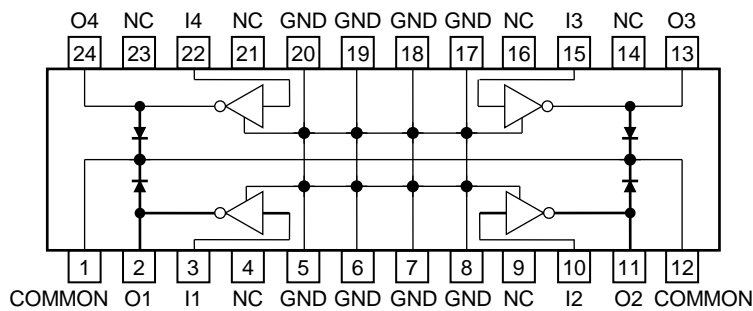 O4 NC I4 NC GND GND GND GND NC I3 NC O3
24 23 22 21 20 19 18 17 16 15 14 13
1 2 3 4 5 6 7 8 9 10 11 12
COMMON O1 I1 NC GND GND GND GND NC I2 O2 COMMON